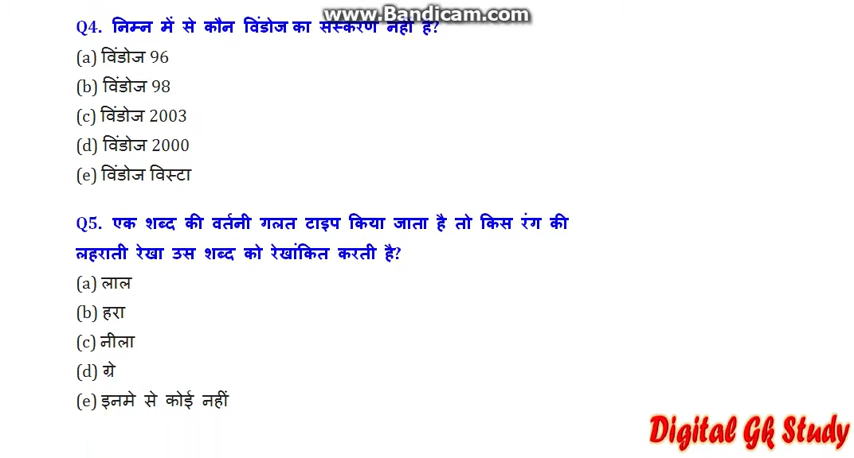 www.Bandicam.com
Q4. निम्न में से कौन विंडोज का संस्करण नहीं है?
(a) विंडोज 96
(b) विंडोज 98
(c) विंडोज 2003
(d) विंडोज 2000
(e) विंडोज विस्टा
Q5. एक शब्द की वर्तनी गलत टाइप किया जाता है तो किस रंग की
लहराती रेखा उस शब्द को रेखांकित करती है?
(a) लाल
(b) हरा
(c) नीला
(d) ग्रे
(e) इनमे से कोई नहीं
Digital Gk Study